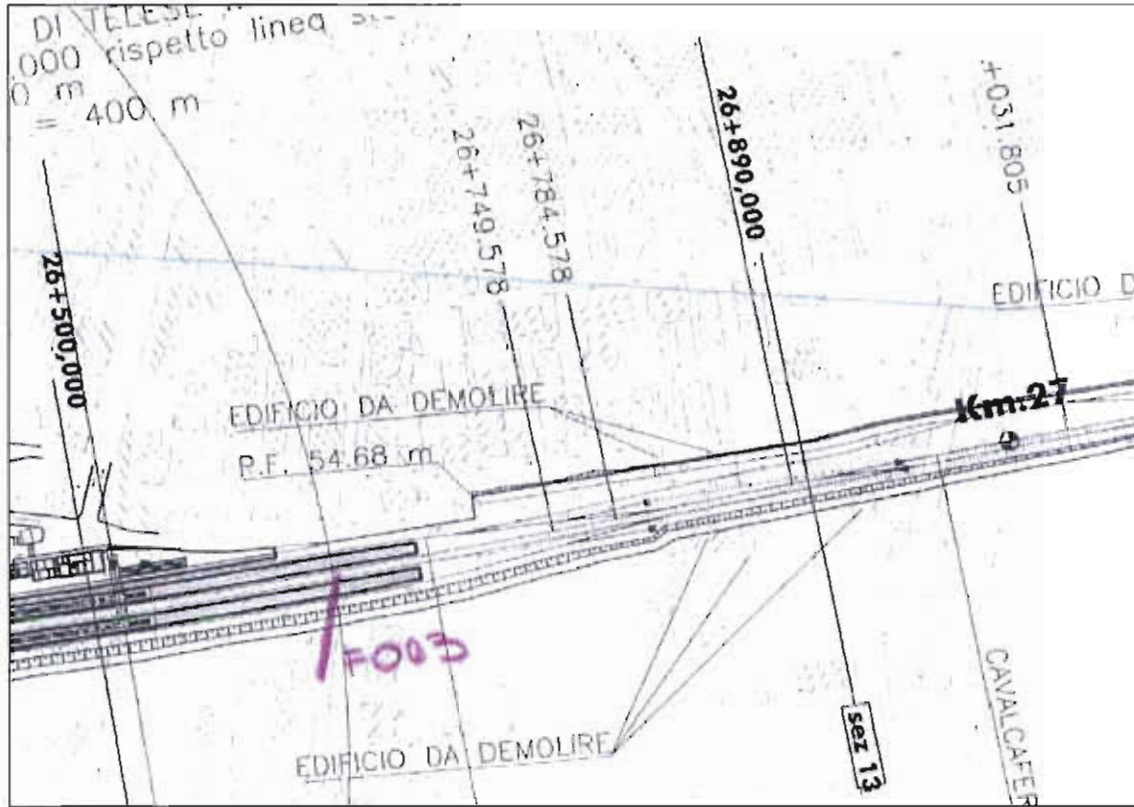 DI TELESE
.000 rispetto linea
0 m
= 400 m
26+500,000
26+749.578
26+784.578
26+890,000
+031.805
EDIFICIO D
Km.27
EDIFICIO DA DEMOLIRE
P.F. 54.68 m
F003
EDIFICIO DA DEMOLIRE
sez 13
CAVALCAFER